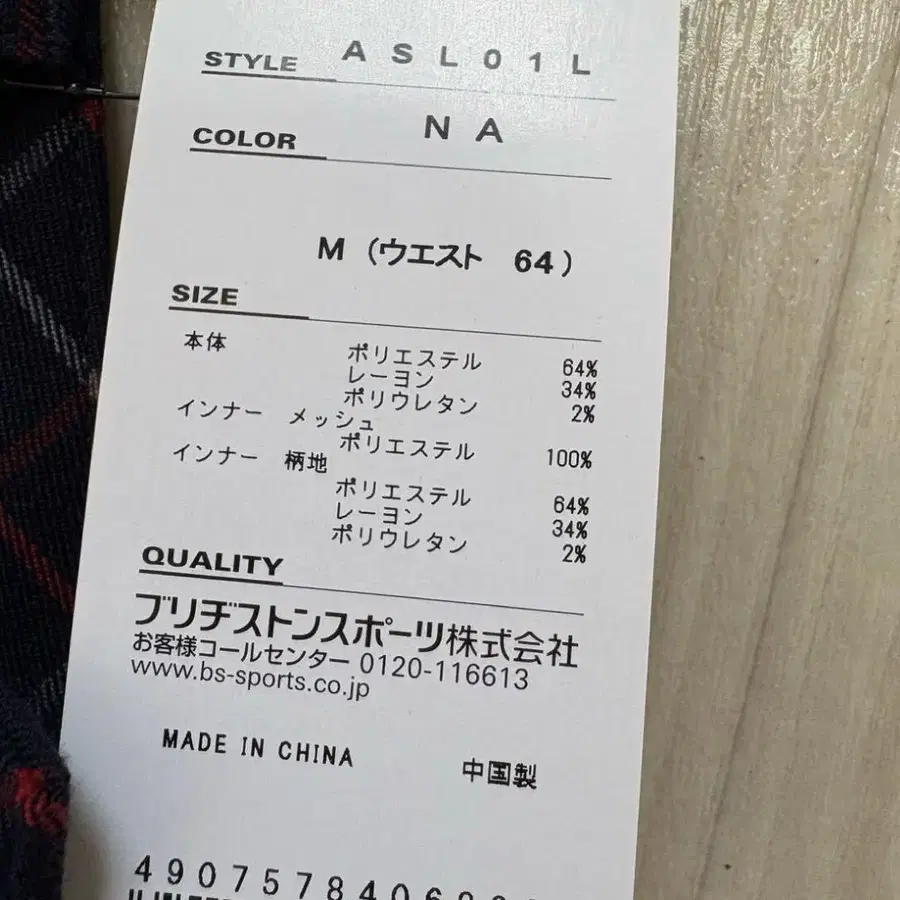 STYLE ASL01L
COLOR NA
M（ウエスト 64）
SIZE
本体 ポリエステル 64%
レーヨン 34%
ポリウレタン 2%
インナー メッシュ
ポリエステル 100%
インナー 柄地
ポリエステル 64%
レーヨン 34%
ポリウレタン 2%
QUALITY
ブリヂストンスポーツ株式会社
お客様コールセンター 0120-116613
www.bs-sports.co.jp
MADE IN CHINA 中国製